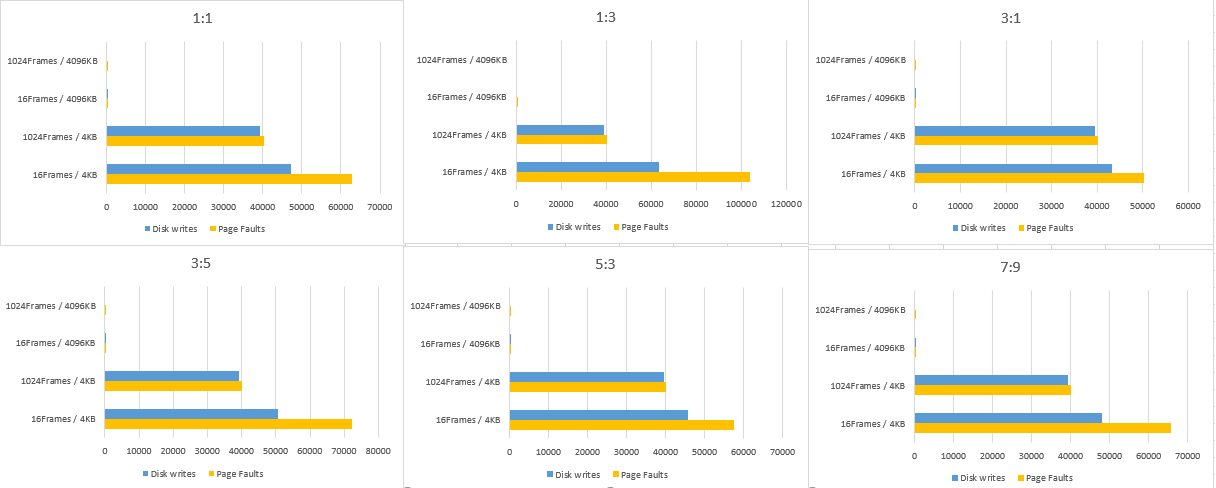 1:1
1024Frames / 4096KB
16Frames / 4096KB
1024Frames / 4KB
16Frames / 4KB
0 10000 20000 30000 40000 50000 60000 70000
Disk writes Page Faults
1:3
1024Frames / 4096KB
16Frames / 4096KB
1024Frames / 4KB
16Frames / 4KB
0 20000 40000 60000 80000 100000 120000
Disk writes Page Faults
3:1
1024Frames / 4096KB
16Frames / 4096KB
1024Frames / 4KB
16Frames / 4KB
0 10000 20000 30000 40000 50000 60000
Disk writes Page Faults
3:5
1024Frames / 4096KB
16Frames / 4096KB
1024Frames / 4KB
16Frames / 4KB
0 10000 20000 30000 40000 50000 60000 70000 80000
Disk writes Page Faults
5:3
1024Frames / 4096KB
16Frames / 4096KB
1024Frames / 4KB
16Frames / 4KB
0 10000 20000 30000 40000 50000 60000 70000
Disk writes Page Faults
7:9
1024Frames / 4096KB
16Frames / 4096KB
1024Frames / 4KB
16Frames / 4KB
0 10000 20000 30000 40000 50000 60000 70000
Disk writes Page Faults